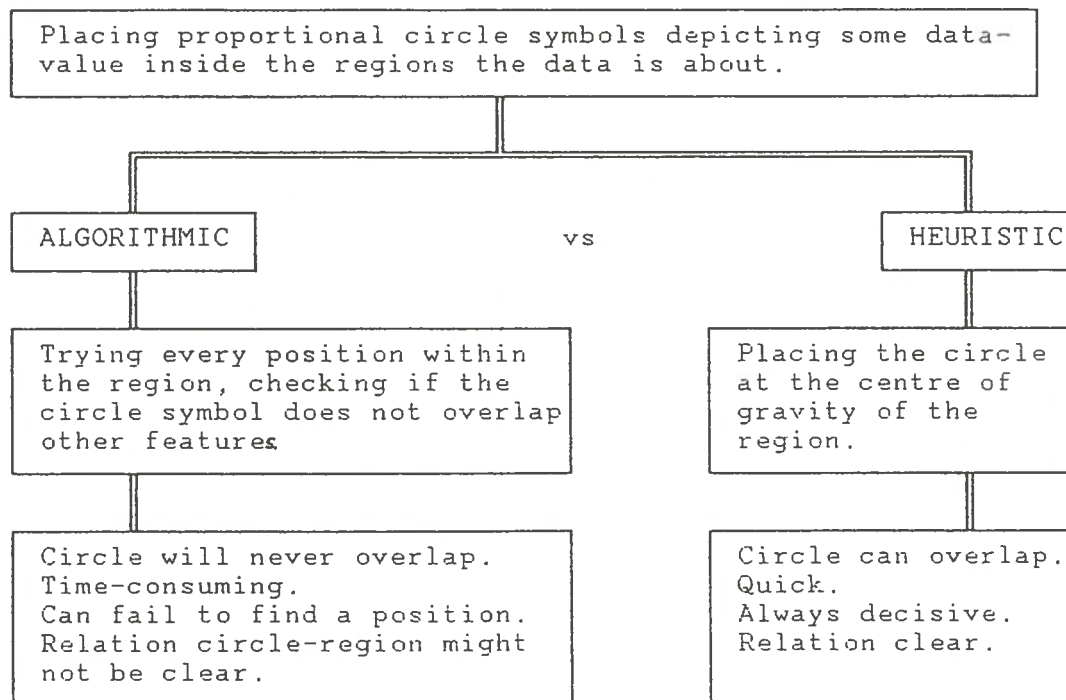 Placing proportional circle symbols depicting some data-
value inside the regions the data is about.
ALGORITHMIC
vs
HEURISTIC
Trying every position within
the region, checking if the
circle symbol does not overlap
other features.
Placing the circle
at the centre of
gravity of the
region.
Circle will never overlap.
Time-consuming.
Can fail to find a position.
Relation circle-region might
not be clear.
Circle can overlap.
Quick.
Always decisive.
Relation clear.